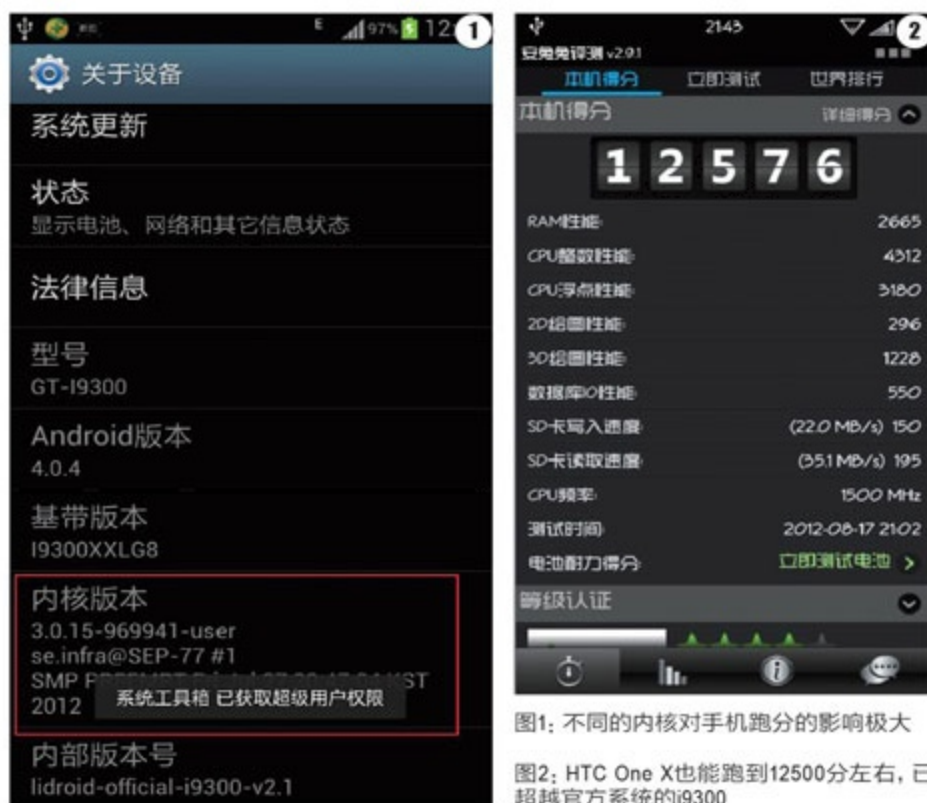 E 97% 12: 1
关于设备
系统更新
状态
显示电池、网络和其它信息状态
法律信息
型号
GT-I9300
Android版本
4.0.4
基带版本
I9300XXLG8
内核版本
3.0.15-969941-user
se.infra@SEP-77 #1
SMP
2012
系统工具箱 已获取超级用户权限
内部版本号
lidroid-official-i9300-v2.1
21:43 2
安兔兔评测 v2.9.1
本机得分 立即测试 世界排行
本机得分 详细得分
12576
RAM性能: 2665
CPU整数性能: 4312
CPU浮点性能: 3180
2D绘图性能: 296
3D绘图性能: 1228
数据库IO性能: 550
SD卡写入速度: (22.0 MB/s) 150
SD卡读取速度: (35.1 MB/s) 195
CPU频率: 1500 MHz
测试时间: 2012-08-17 21:02
电池耐力得分: 立即测试电池
等级认证
图1: 不同的内核对手机跑分的影响极大
图2: HTC One X也能跑到12500分左右, 已
超越官方系统的i9300